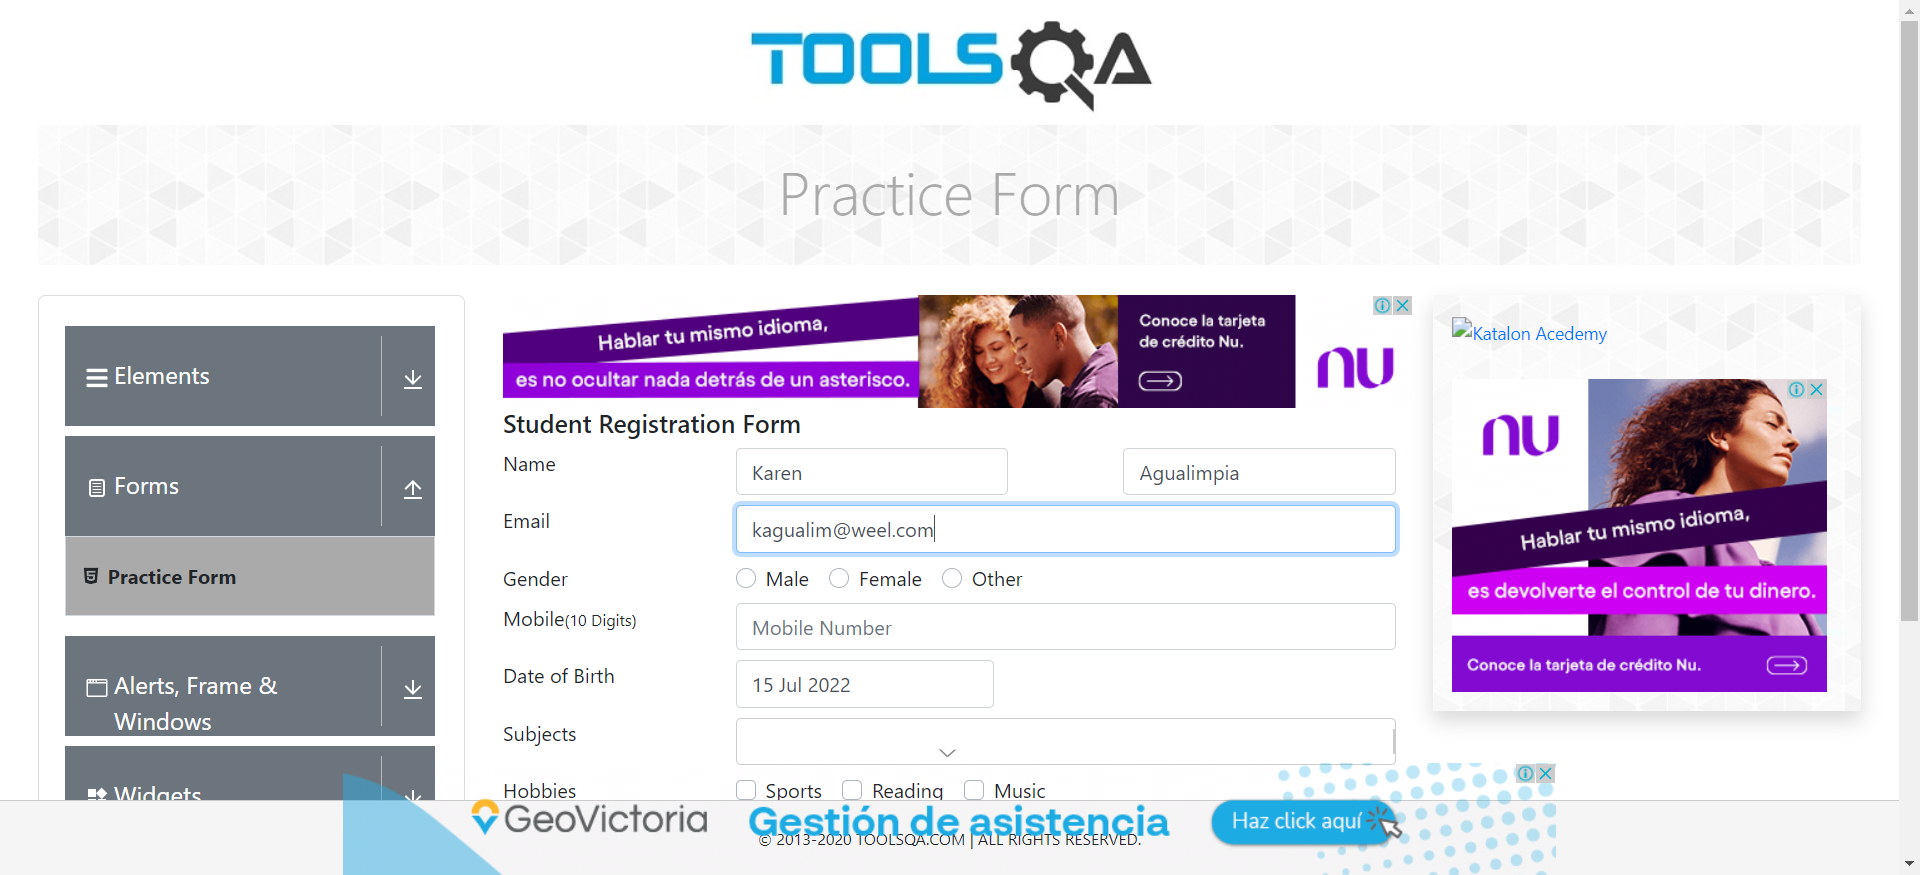 TOOLSQA
Practice Form
Elements
Forms
Practice Form
Alerts, Frame &
Windows
Widgets
Hablar tu mismo idioma,
es no ocultar nada detrás de un asterisco.
Conoce la tarjeta
de crédito Nu.
nu
Student Registration Form
Name
Karen
Agualimpia
Email
kagualim@weel.com
Gender
Male
Female
Other
Mobile(10 Digits)
Mobile Number
Date of Birth
15 Jul 2022
Subjects
Hobbies
Sports
Reading
Music
Katalon Acedemy
nu
Hablar tu mismo idioma,
es devolverte el control de tu dinero.
Conoce la tarjeta de crédito Nu.
GeoVictoria
Gestión de asistencia
Haz click aquí
© 2013-2020 TOOLSQA.COM | ALL RIGHTS RESERVED.